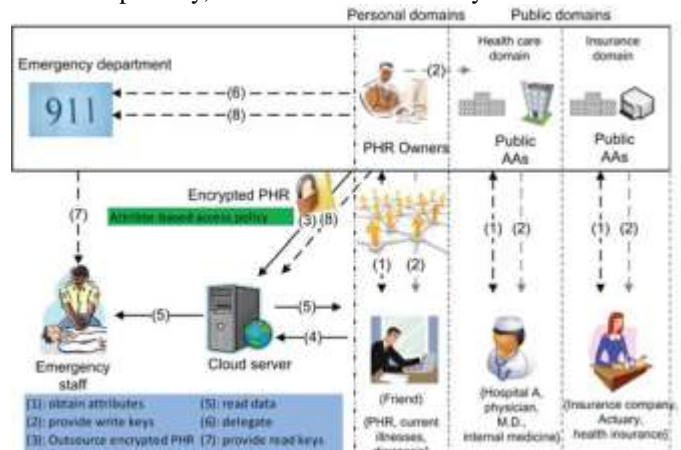 Personal domains
Public domains
Health care domain
Insurance domain
Emergency department
911
(6)
(8)
(2)
PHR Owners
Public AAs
Public AAs
Encrypted PHR
Attribute-based access policy
(3)
(8)
(7)
(1)
(2)
(1)
(2)
(1)
(2)
(5)
(5)
(4)
Emergency staff
Cloud server
(Friend)
{PHR, current illnesses,
{Hospital A, physician, M.D., internal medicine}
{Insurance company, Actuary, health insurance}
(1): obtain attributes
(2): provide write keys
(3): Outsource encrypted PHR
(5): read data
(6): delegate
(7): provide read keys